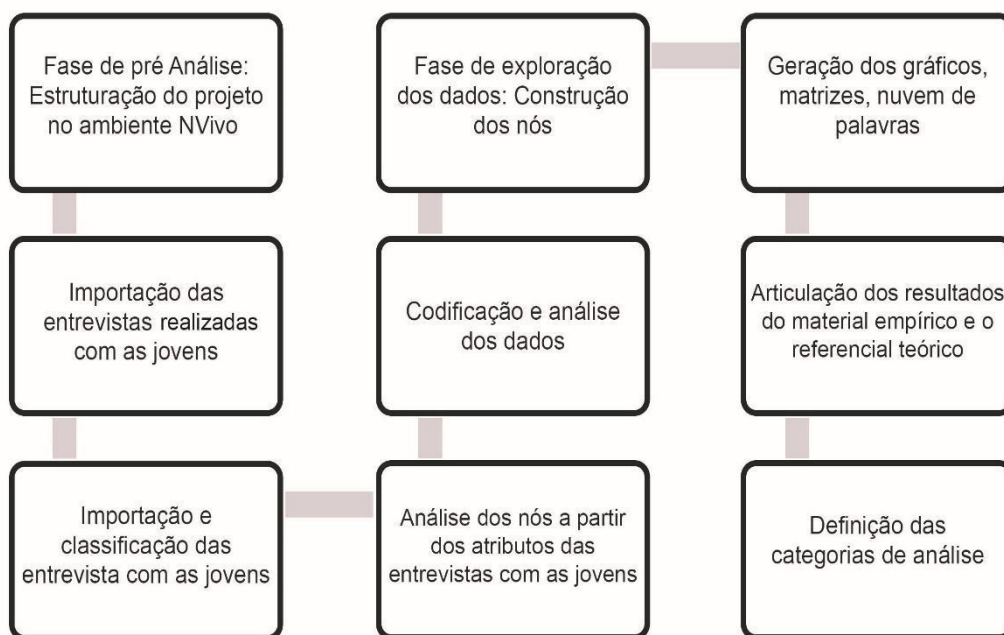 Fase de pré Análise:
Estruturação do projeto
no ambiente NVivo
Importação das
entrevistas realizadas
com as jovens
Importação e
classificação das
entrevista com as jovens
Análise dos nós a partir
dos atributos das
entrevistas com as jovens
Codificação e análise
dos dados
Fase de exploração
dos dados: Construção
dos nós
Geração dos gráficos,
matrizes, nuvem de
palavras
Articulação dos resultados
do material empírico e o
referencial teórico
Definição das
categorias de análise